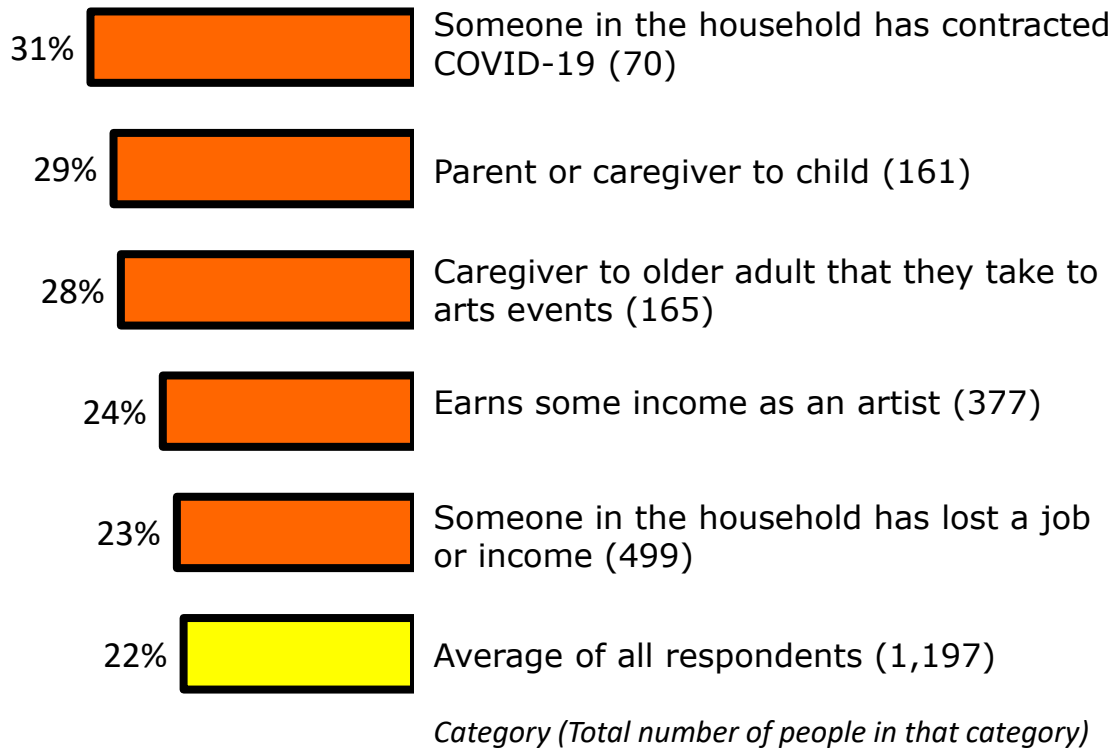 31%
Someone in the household has contracted
COVID-19 (70)
29%
Parent or caregiver to child (161)
28%
Caregiver to older adult that they take to
arts events (165)
24%
Earns some income as an artist (377)
23%
Someone in the household has lost a job
or income (499)
22%
Average of all respondents (1,197)
Category (Total number of people in that category)